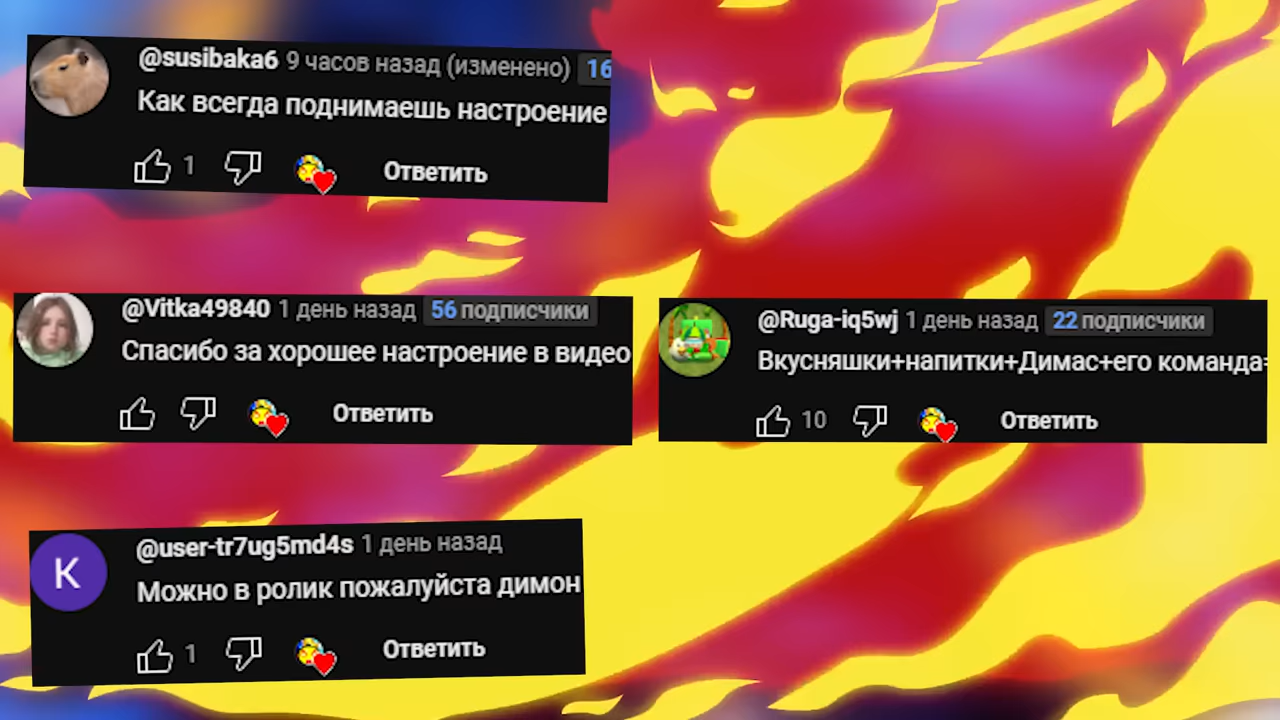 @susibaka6 9 часов назад (изменено) 16
Как всегда поднимаешь настроение
1 Ответить
@Vitka49840 1 день назад 56 подписчики
Спасибо за хорошее настроение в видео
Ответить
@Ruga-iq5wj 1 день назад 22 подписчики
Вкусняшки+напитки+Димас+его команда=
10 Ответить
K
@user-tr7ug5md4s 1 день назад
Можно в ролик пожалуйста димон
1 Ответить